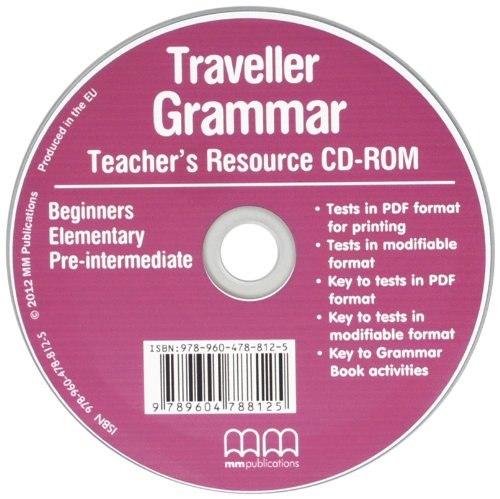 Traveller
Grammar
Teacher's Resource CD-ROM
Beginners
Elementary
Pre-intermediate
• Tests in PDF format
for printing
• Tests in modifiable
format
• Key to tests in PDF
format
• Key to tests in
modifiable format
• Key to Grammar
Book activities
ISBN:978-960-478-812-5
9 789604 788125
mmpublications
ISBN 978-960-478-812-5 © 2012 MM Publications Produced in the EU